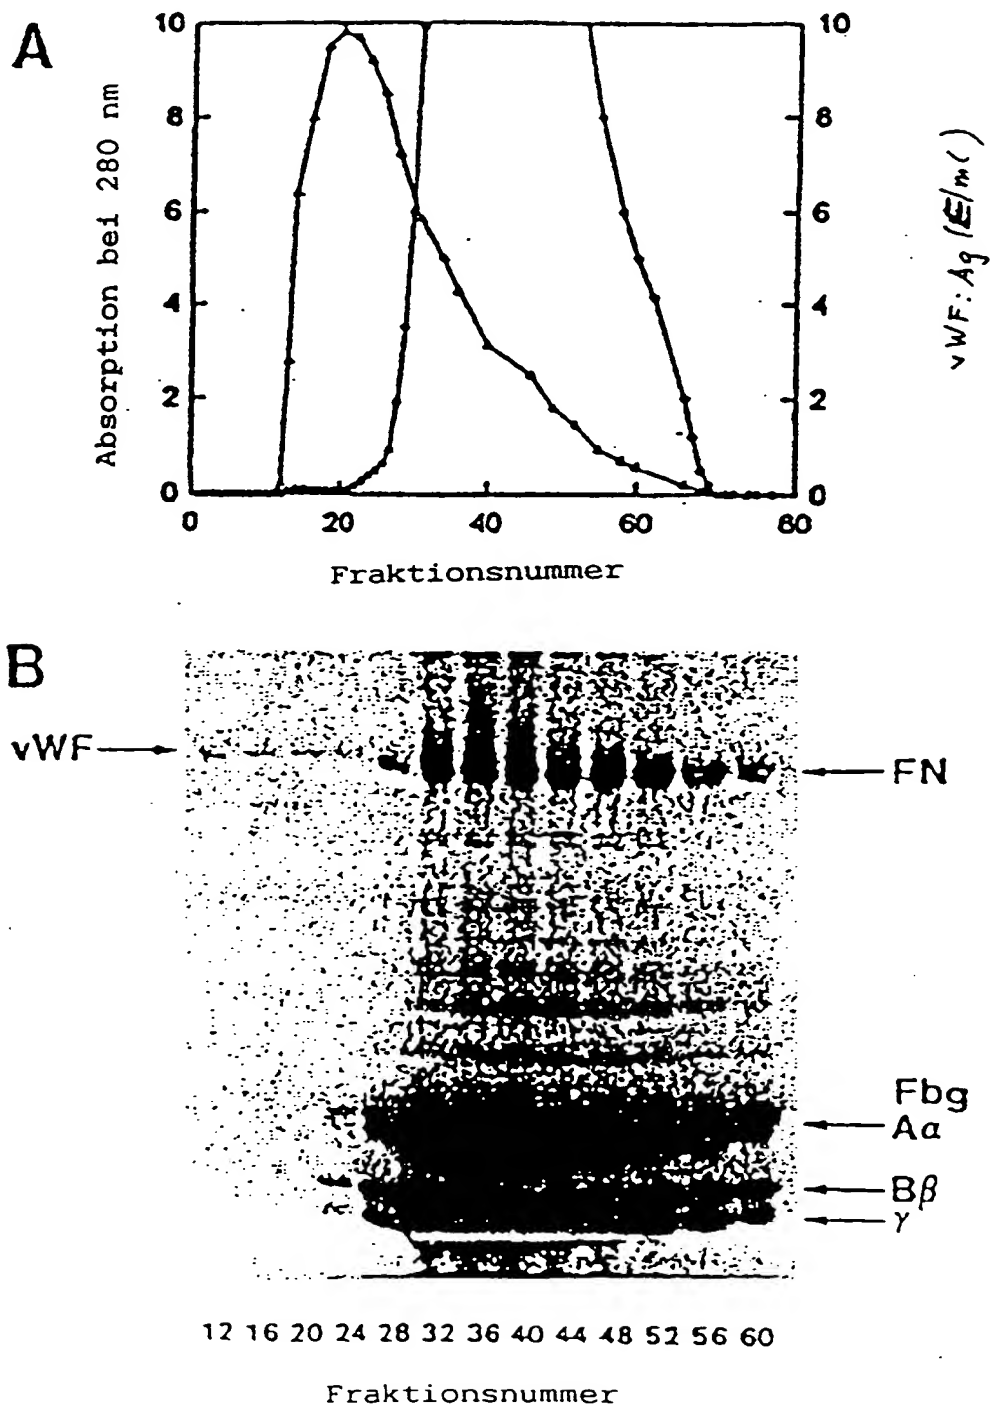 A
10
8
6
4
2
0
Absorption bei 280 nm
10
8
6
4
2
0
vWF:Ag (E/ml)
0 20 40 60 80
Fraktionsnummer
B
vWF
FN
Fbg
Aα
Bβ
γ
12 16 20 24 28 32 36 40 44 48 52 56 60
Fraktionsnummer